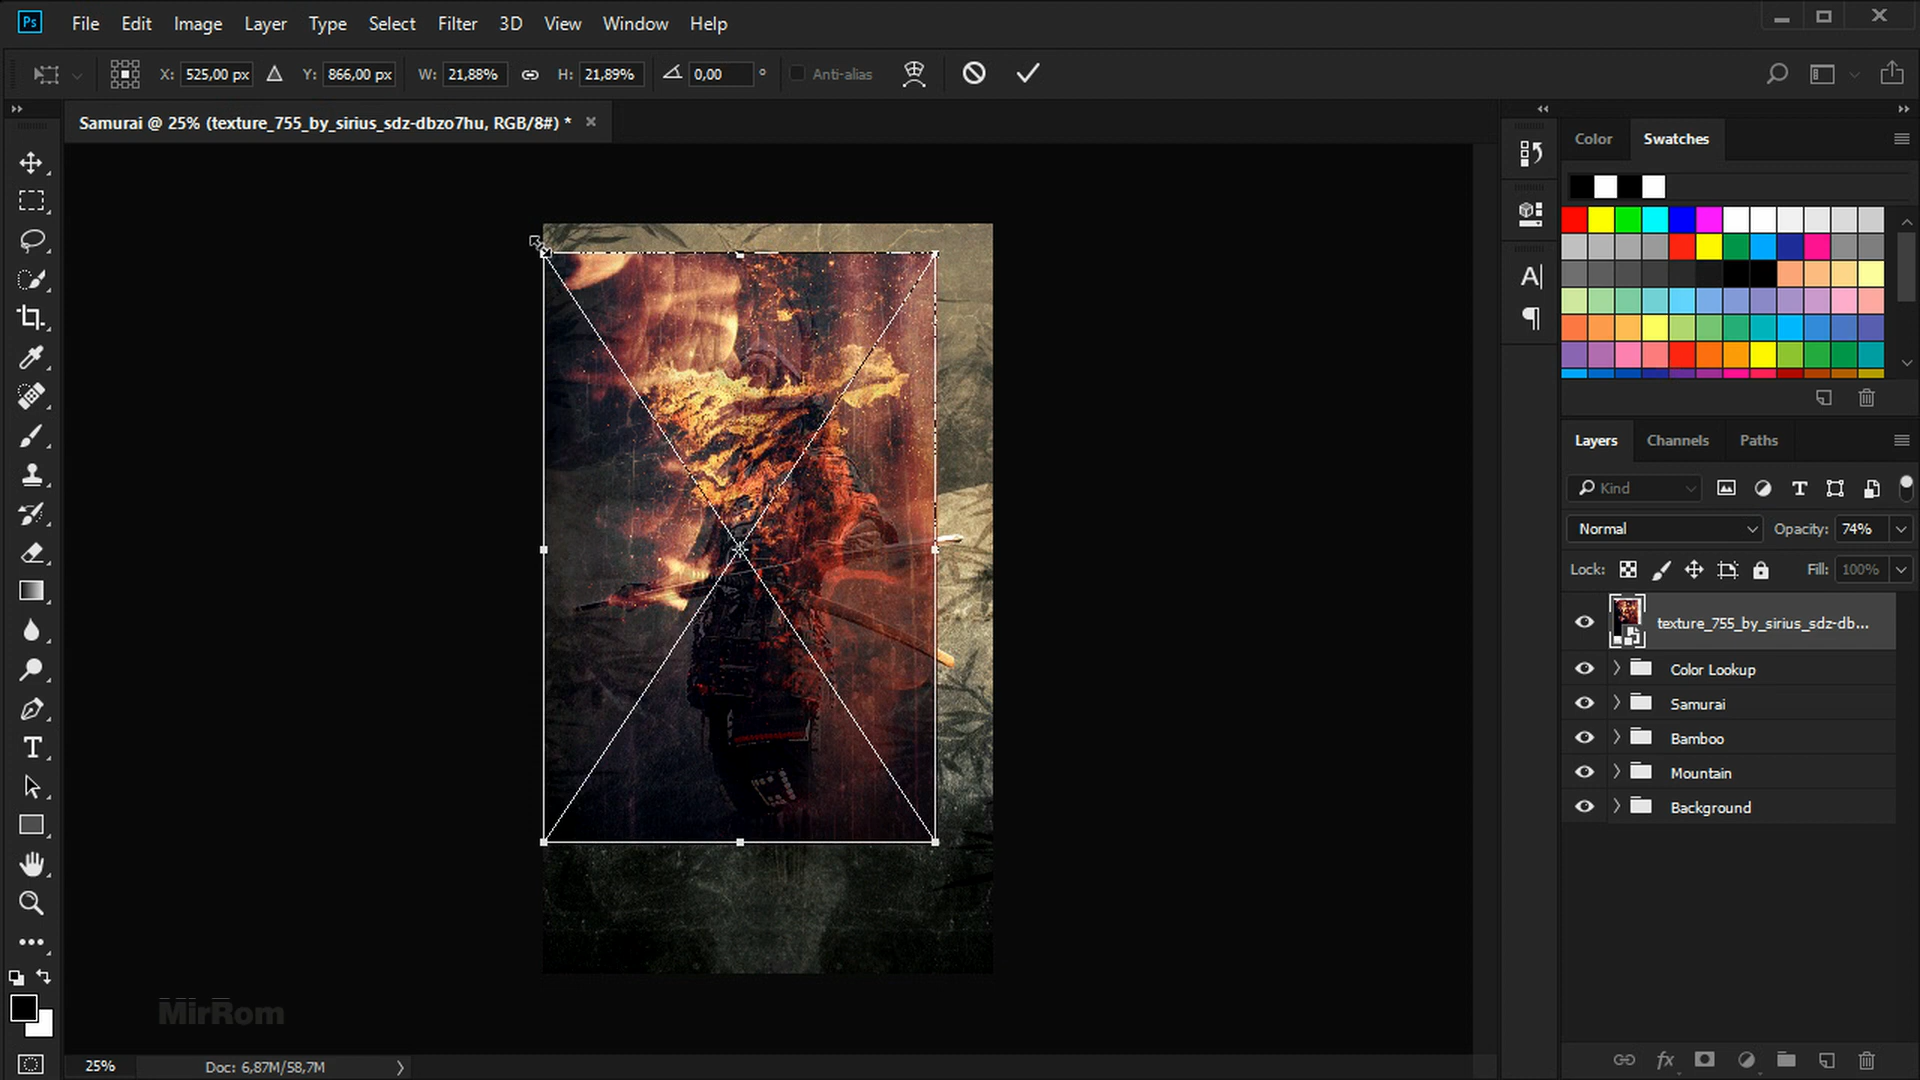 Ps File Edit Image Layer Type Select Filter 3D View Window Help
X: 525,00 px Y: 866,00 px W: 21,88% H: 21,89% 0,00 ° Anti-alias
Samurai @ 25% (texture_755_by_sirius_sdz-dbzo7hu, RGB/8#) *
Color Swatches
Layers Channels Paths
Kind
Normal Opacity: 74%
Lock: Fill: 100%
texture_755_by_sirius_sdz-db...
Color Lookup
Samurai
Bamboo
Mountain
Background
MirRom
25% Doc: 6,87M/58,7M